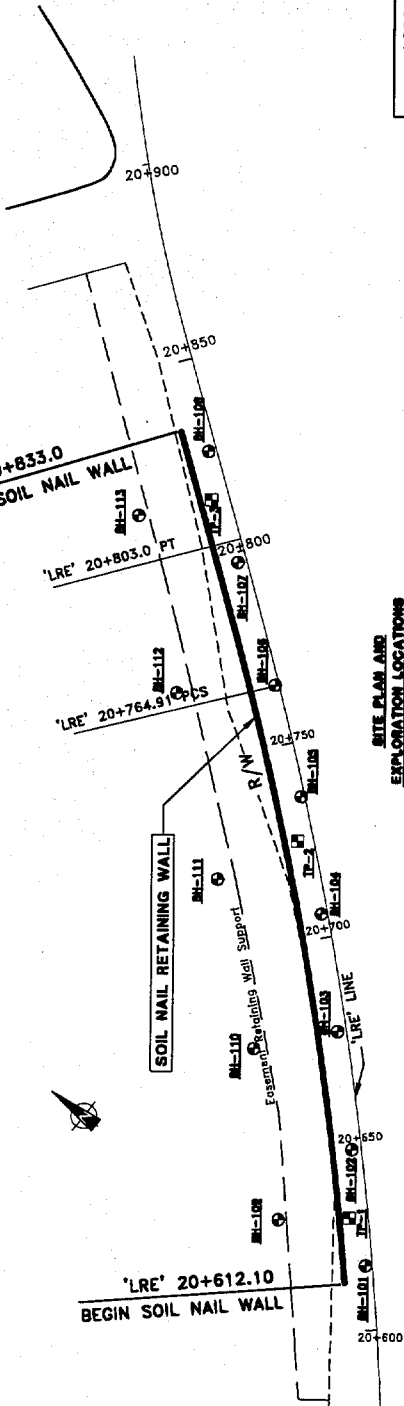 20+900
20+850
BH-108
0+833.0
SOIL NAIL WALL
BH-113
TP-3
'LRE' 20+803.0 PT
20+800
BH-107
BH-112
BH-106
'LRE' 20+764.91 PCS
20+750
R/W
BH-105
SOIL NAIL RETAINING WALL
TP-2
BH-111
BH-104
20+700
SITE PLAN AND
EXPLORATION LOCATIONS
BH-103
'LRE' LINE
BH-110
Easement Retaining Wall Support
20+650
BH-102
BH-109
TP-1
'LRE' 20+612.10
BEGIN SOIL NAIL WALL
BH-101
20+600